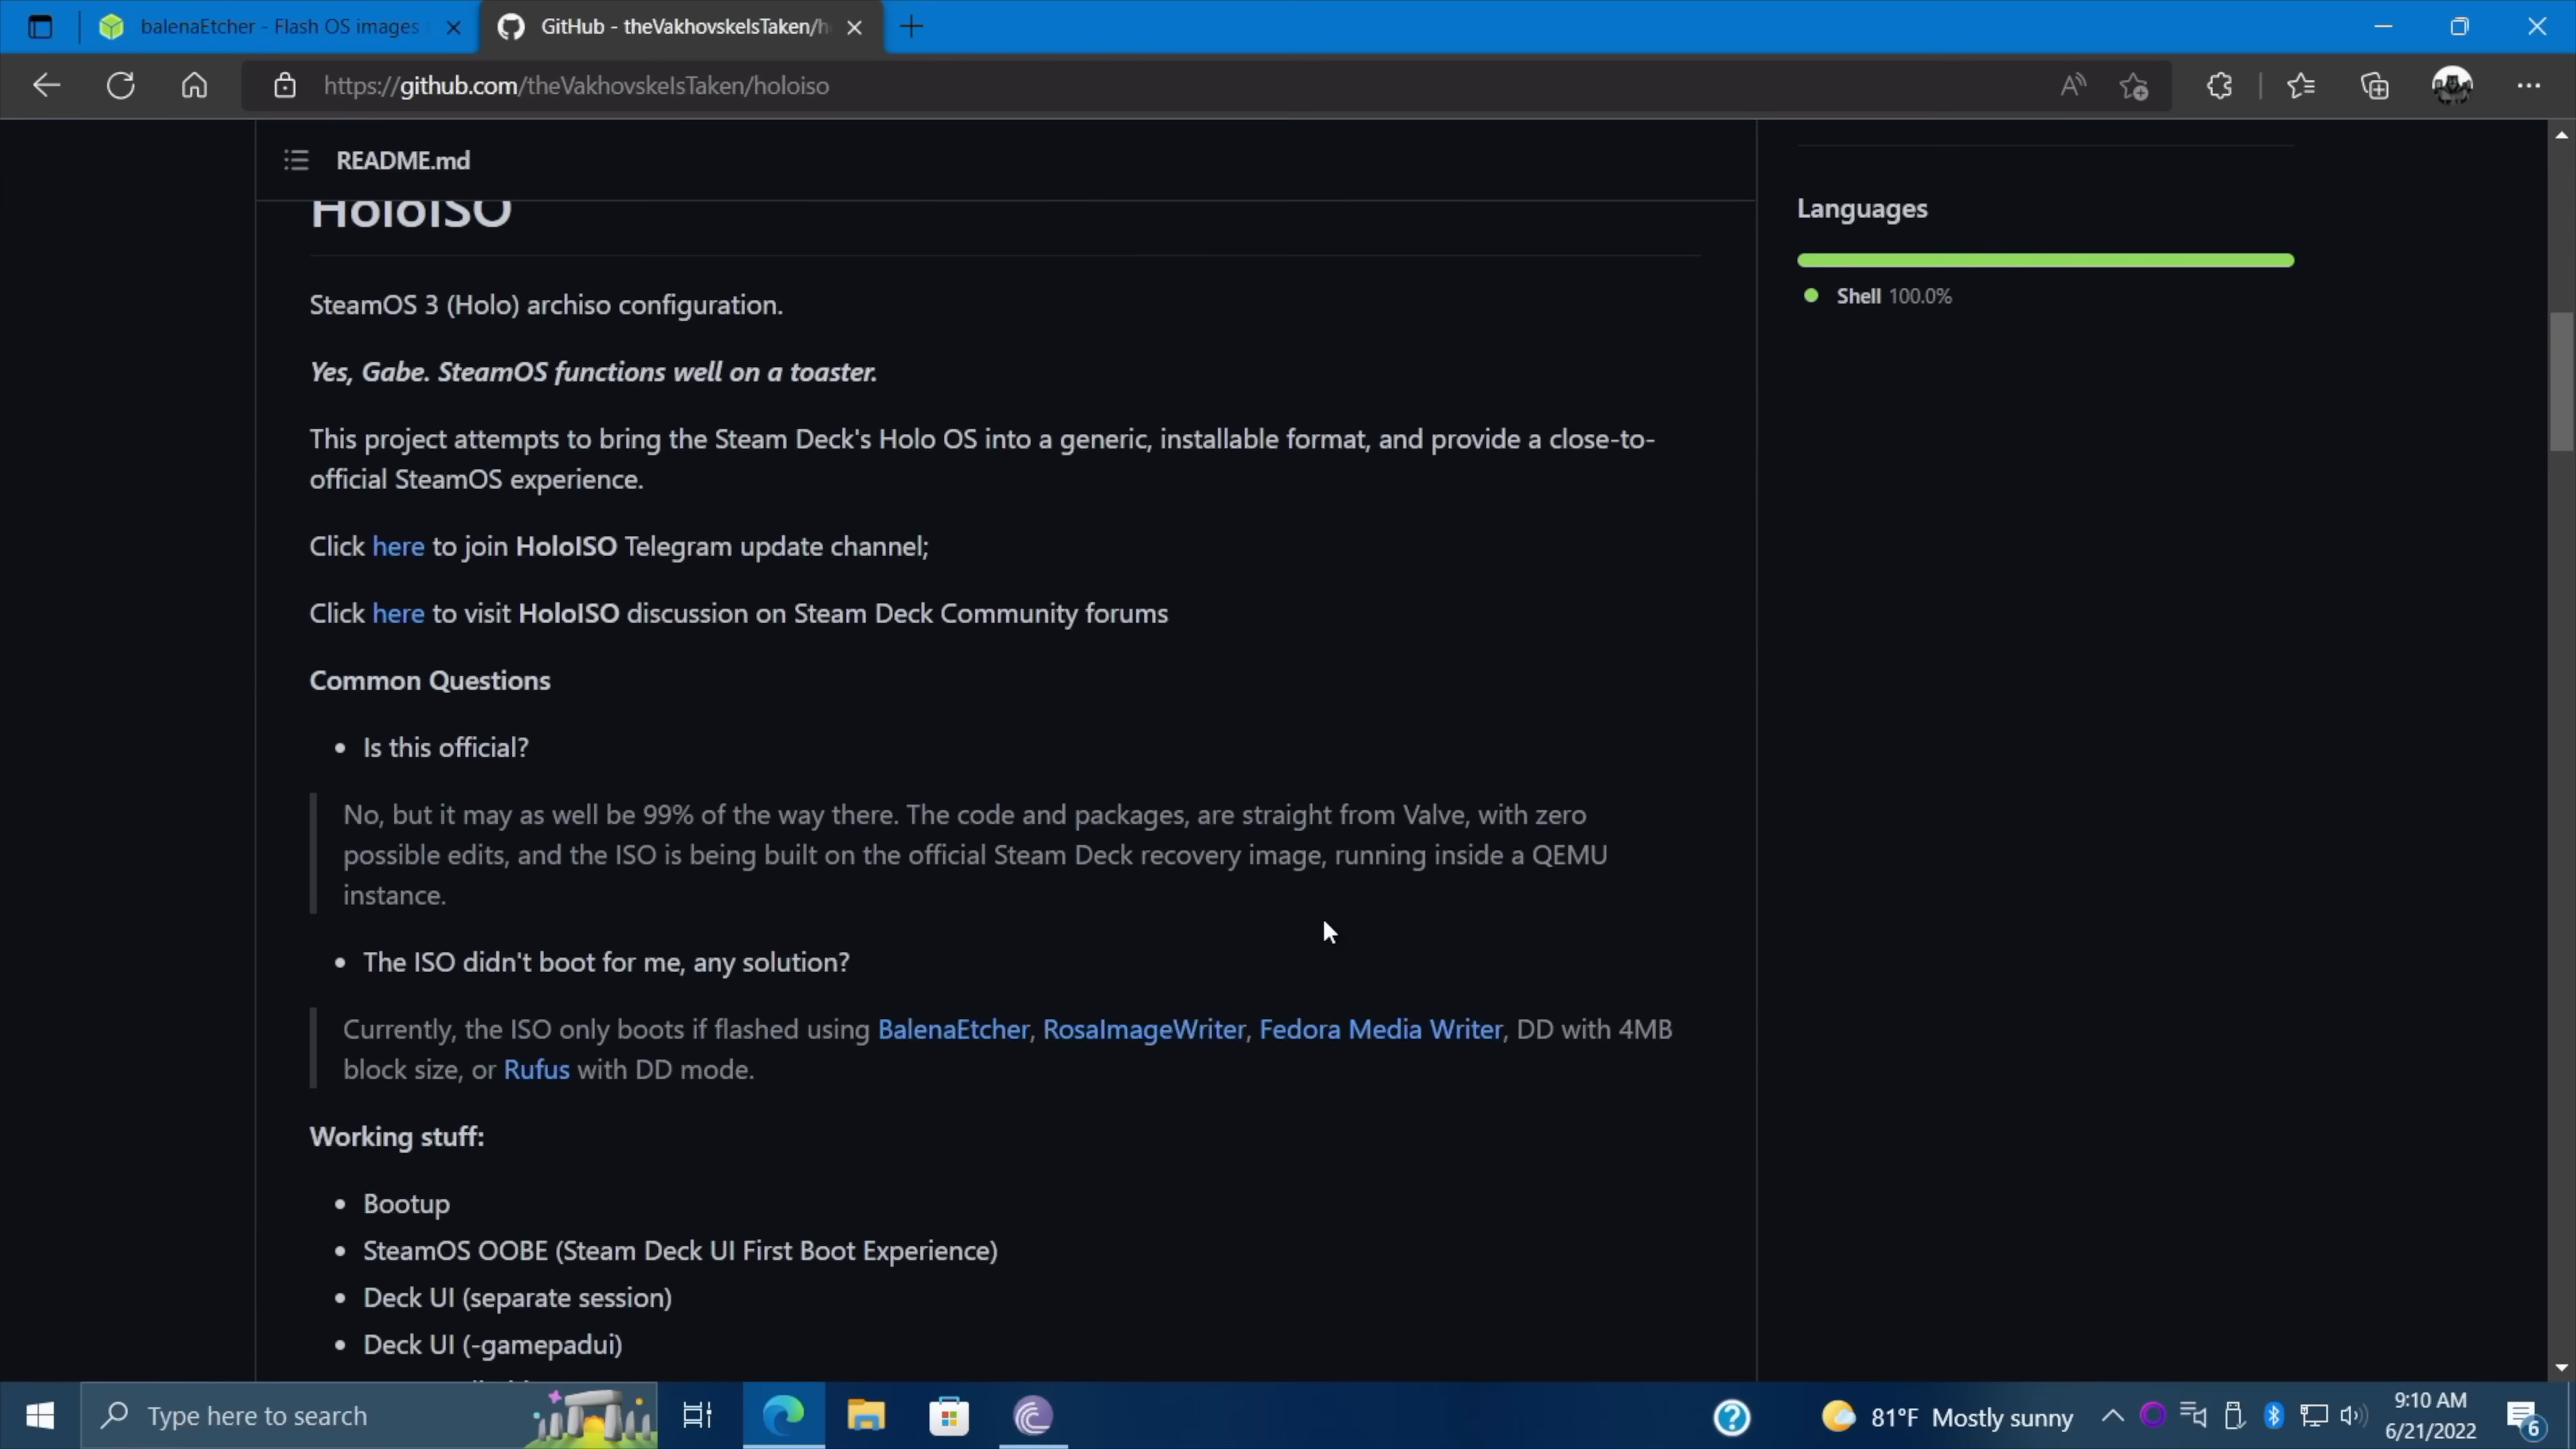 balenaEtcher - Flash OS images
GitHub - theVakhovskeIsTaken/h
https://github.com/theVakhovskeIsTaken/holoiso
README.md
HoloISO
SteamOS 3 (Holo) archiso configuration.
Yes, Gabe. SteamOS functions well on a toaster.
This project attempts to bring the Steam Deck's Holo OS into a generic, installable format, and provide a close-to-
official SteamOS experience.
Click here to join HoloISO Telegram update channel;
Click here to visit HoloISO discussion on Steam Deck Community forums
Common Questions
• Is this official?
No, but it may as well be 99% of the way there. The code and packages, are straight from Valve, with zero
possible edits, and the ISO is being built on the official Steam Deck recovery image, running inside a QEMU
instance.
• The ISO didn't boot for me, any solution?
Currently, the ISO only boots if flashed using BalenaEtcher, RosaImageWriter, Fedora Media Writer, DD with 4MB
block size, or Rufus with DD mode.
Working stuff:
• Bootup
• SteamOS OOBE (Steam Deck UI First Boot Experience)
• Deck UI (separate session)
• Deck UI (-gamepadui)
Languages
Shell 100.0%
Type here to search
81°F Mostly sunny
9:10 AM
6/21/2022
6